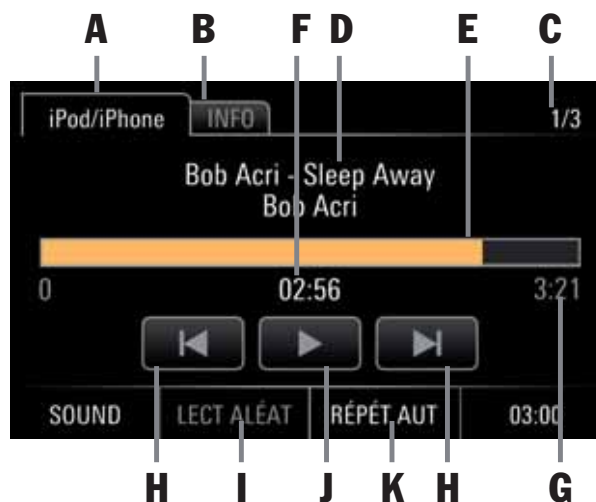 A B F D E C
iPod/iPhone INFO 1/3
Bob Acri - Sleep Away
Bob Acri
0 02:56 3:21
SOUND LECT ALÉAT RÉPÉT AUT 03:00
H I J K H G